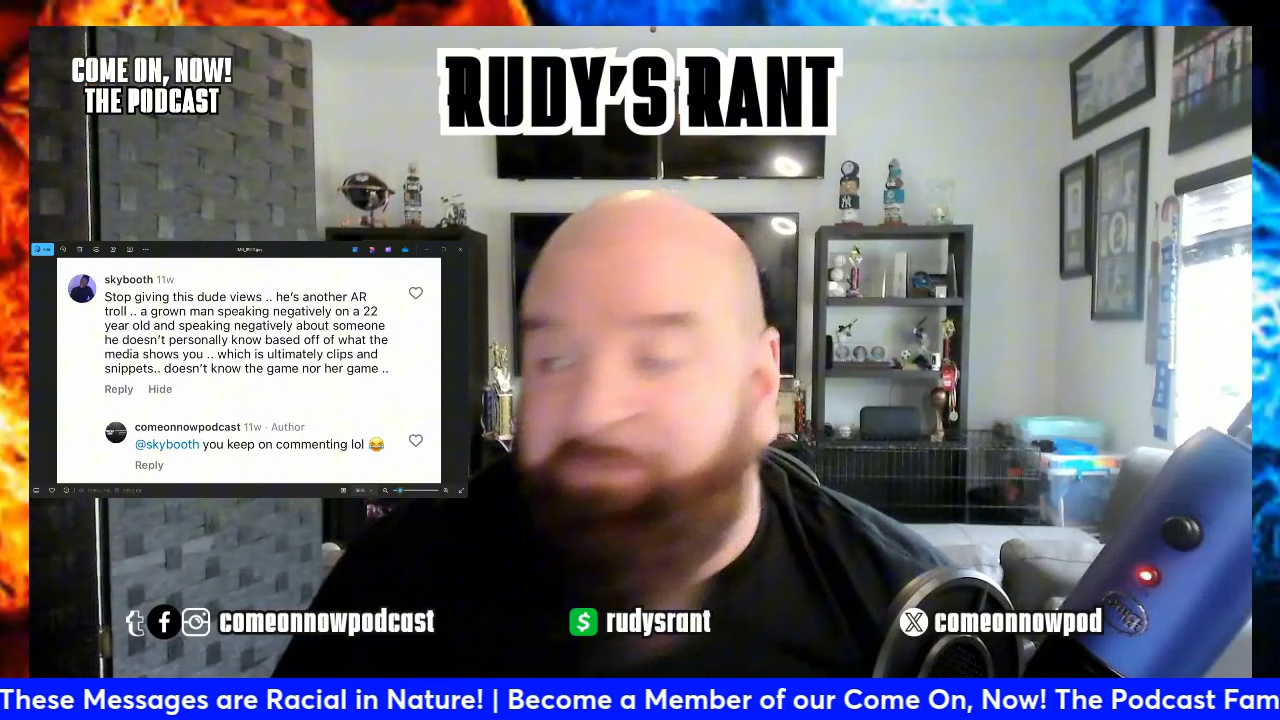 COME ON, NOW!
THE PODCAST
RUDY'S RANT
skybooth 11w
Stop giving this dude views .. he's another AR
troll .. a grown man speaking negatively on a 22
year old and speaking negatively about someone
he doesn't personally know based off of what the
media shows you .. which is ultimately clips and
snippets.. doesn't know the game nor her game ..
Reply Hide
comeonnowpodcast 11w · Author
@skybooth you keep on commenting lol 😂
Reply
comeonnowpodcast
rudysrant
comeonnowpod
Blue
These Messages are Racial in Nature! | Become a Member of our Come On, Now! The Podcast Fam